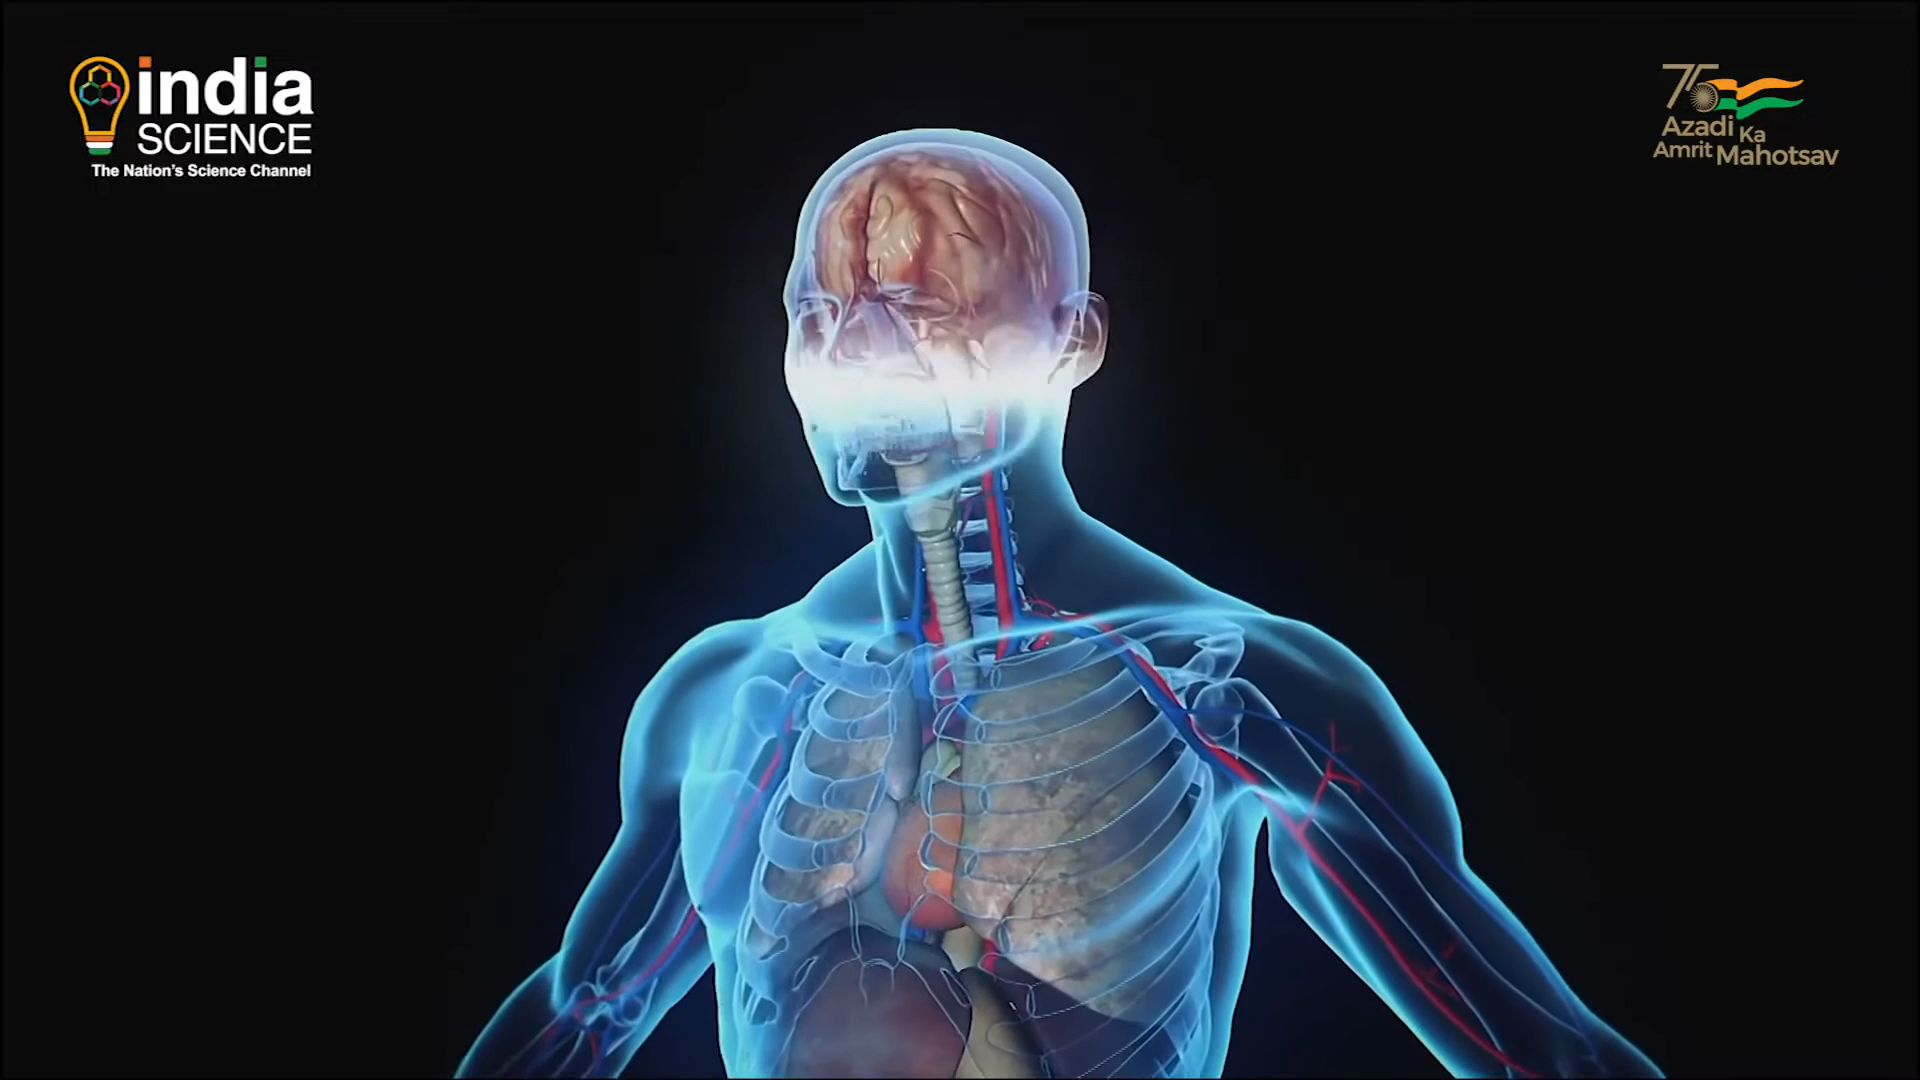 india
SCIENCE
The Nation's Science Channel
75
Azadi Ka
Amrit Mahotsav